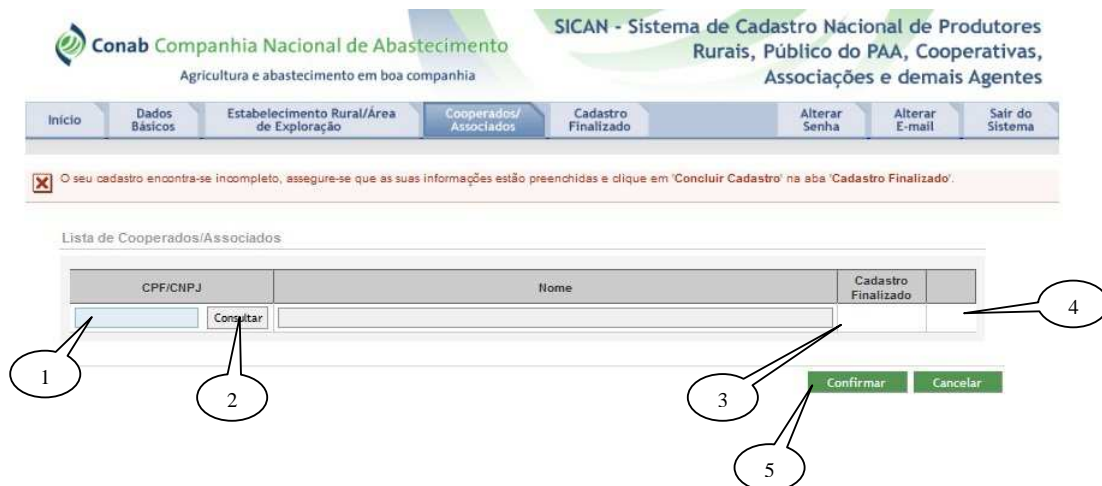 Conab Companhia Nacional de Abastecimento
Agricultura e abastecimento em boa companhia
SICAN - Sistema de Cadastro Nacional de Produtores
Rurais, Público do PAA, Cooperativas,
Associações e demais Agentes
Início
Dados
Básicos
Estabelecimento Rural/Área
de Exploração
Cooperados/
Associados
Cadastro
Finalizado
Alterar
Senha
Alterar
E-mail
Sair do
Sistema
O seu cadastro encontra-se incompleto, assegure-se que as suas informações estão preenchidas e clique em 'Concluir Cadastro' na aba 'Cadastro Finalizado'.
Lista de Cooperados/Associados
CPF/CNPJ
Nome
Cadastro
Finalizado
Consultar
4
1
2
3
Confirmar
Cancelar
5